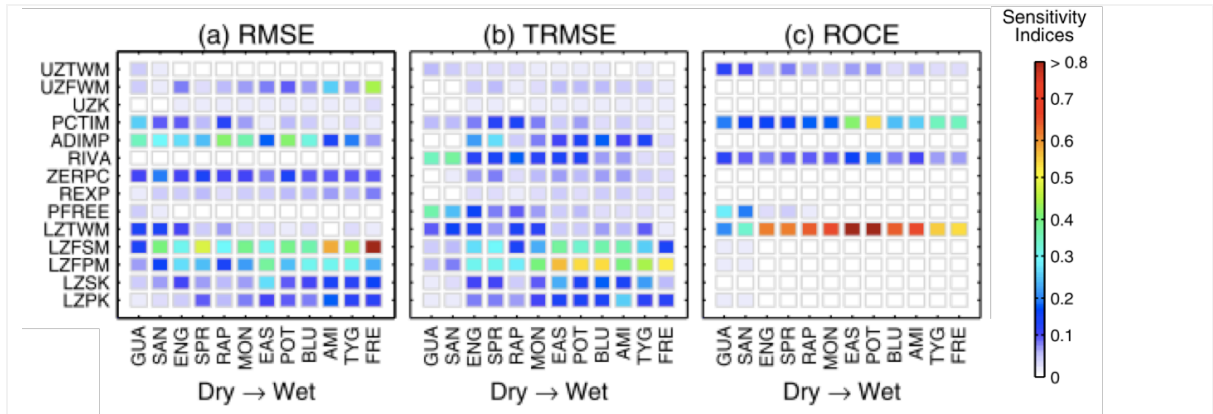 (a) RMSE
(b) TRMSE
(c) ROCE
Sensitivity
Indices
UZTWM
UZFWM
UZK
PCTIM
ADIMP
RIVA
ZERPC
REXP
PFREE
LZTWM
LZFSM
LZFPM
LZSK
LZPK
> 0.8
0.7
0.6
0.5
0.4
0.3
0.2
0.1
0
GUA SAN ENG SPR RAP MON EAS POT BLU AMI TYG FRE
GUA SAN ENG SPR RAP MON EAS POT BLU AMI TYG FRE
GUA SAN ENG SPR RAP MON EAS POT BLU AMI TYG FRE
Dry → Wet
Dry → Wet
Dry → Wet